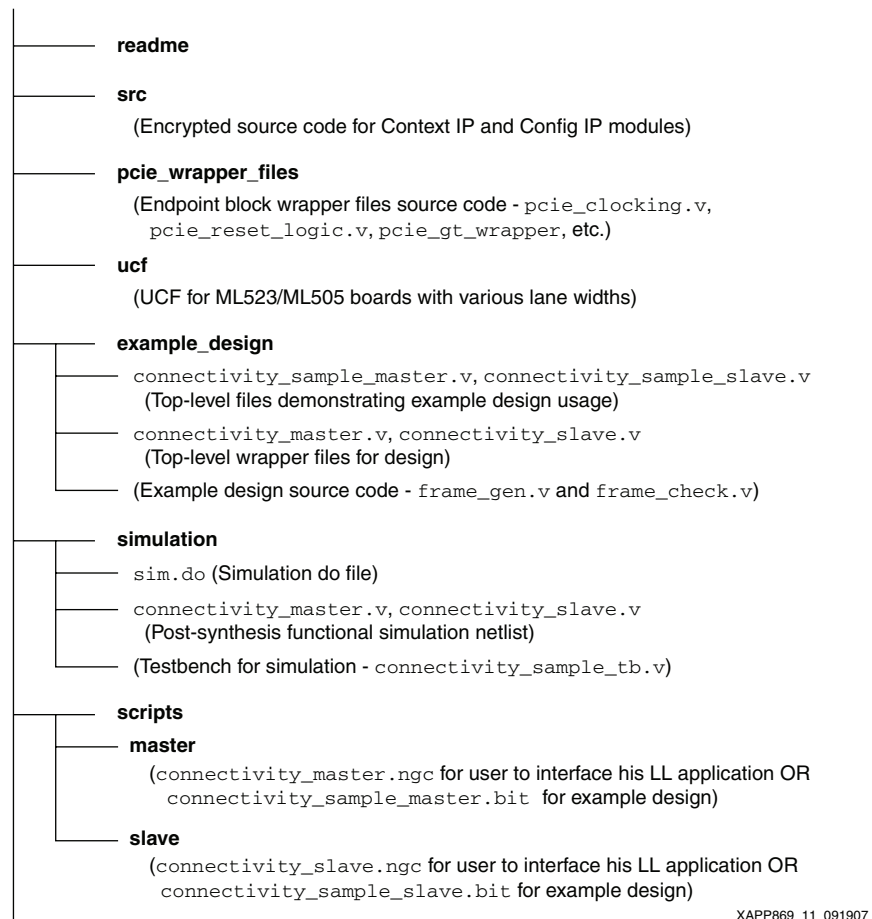 readme
src
(Encrypted source code for Context IP and Config IP modules)
pcie_wrapper_files
(Endpoint block wrapper files source code - pcie_clocking.v,
pcie_reset_logic.v, pcie_gt_wrapper, etc.)
ucf
(UCF for ML523/ML505 boards with various lane widths)
example_design
connectivity_sample_master.v, connectivity_sample_slave.v
(Top-level files demonstrating example design usage)
connectivity_master.v, connectivity_slave.v
(Top-level wrapper files for design)
(Example design source code - frame_gen.v and frame_check.v)
simulation
sim.do (Simulation do file)
connectivity_master.v, connectivity_slave.v
(Post-synthesis functional simulation netlist)
(Testbench for simulation - connectivity_sample_tb.v)
scripts
master
(connectivity_master.ngc for user to interface his LL application OR
connectivity_sample_master.bit for example design)
slave
(connectivity_slave.ngc for user to interface his LL application OR
connectivity_sample_slave.bit for example design)
XAPP869_11_091907